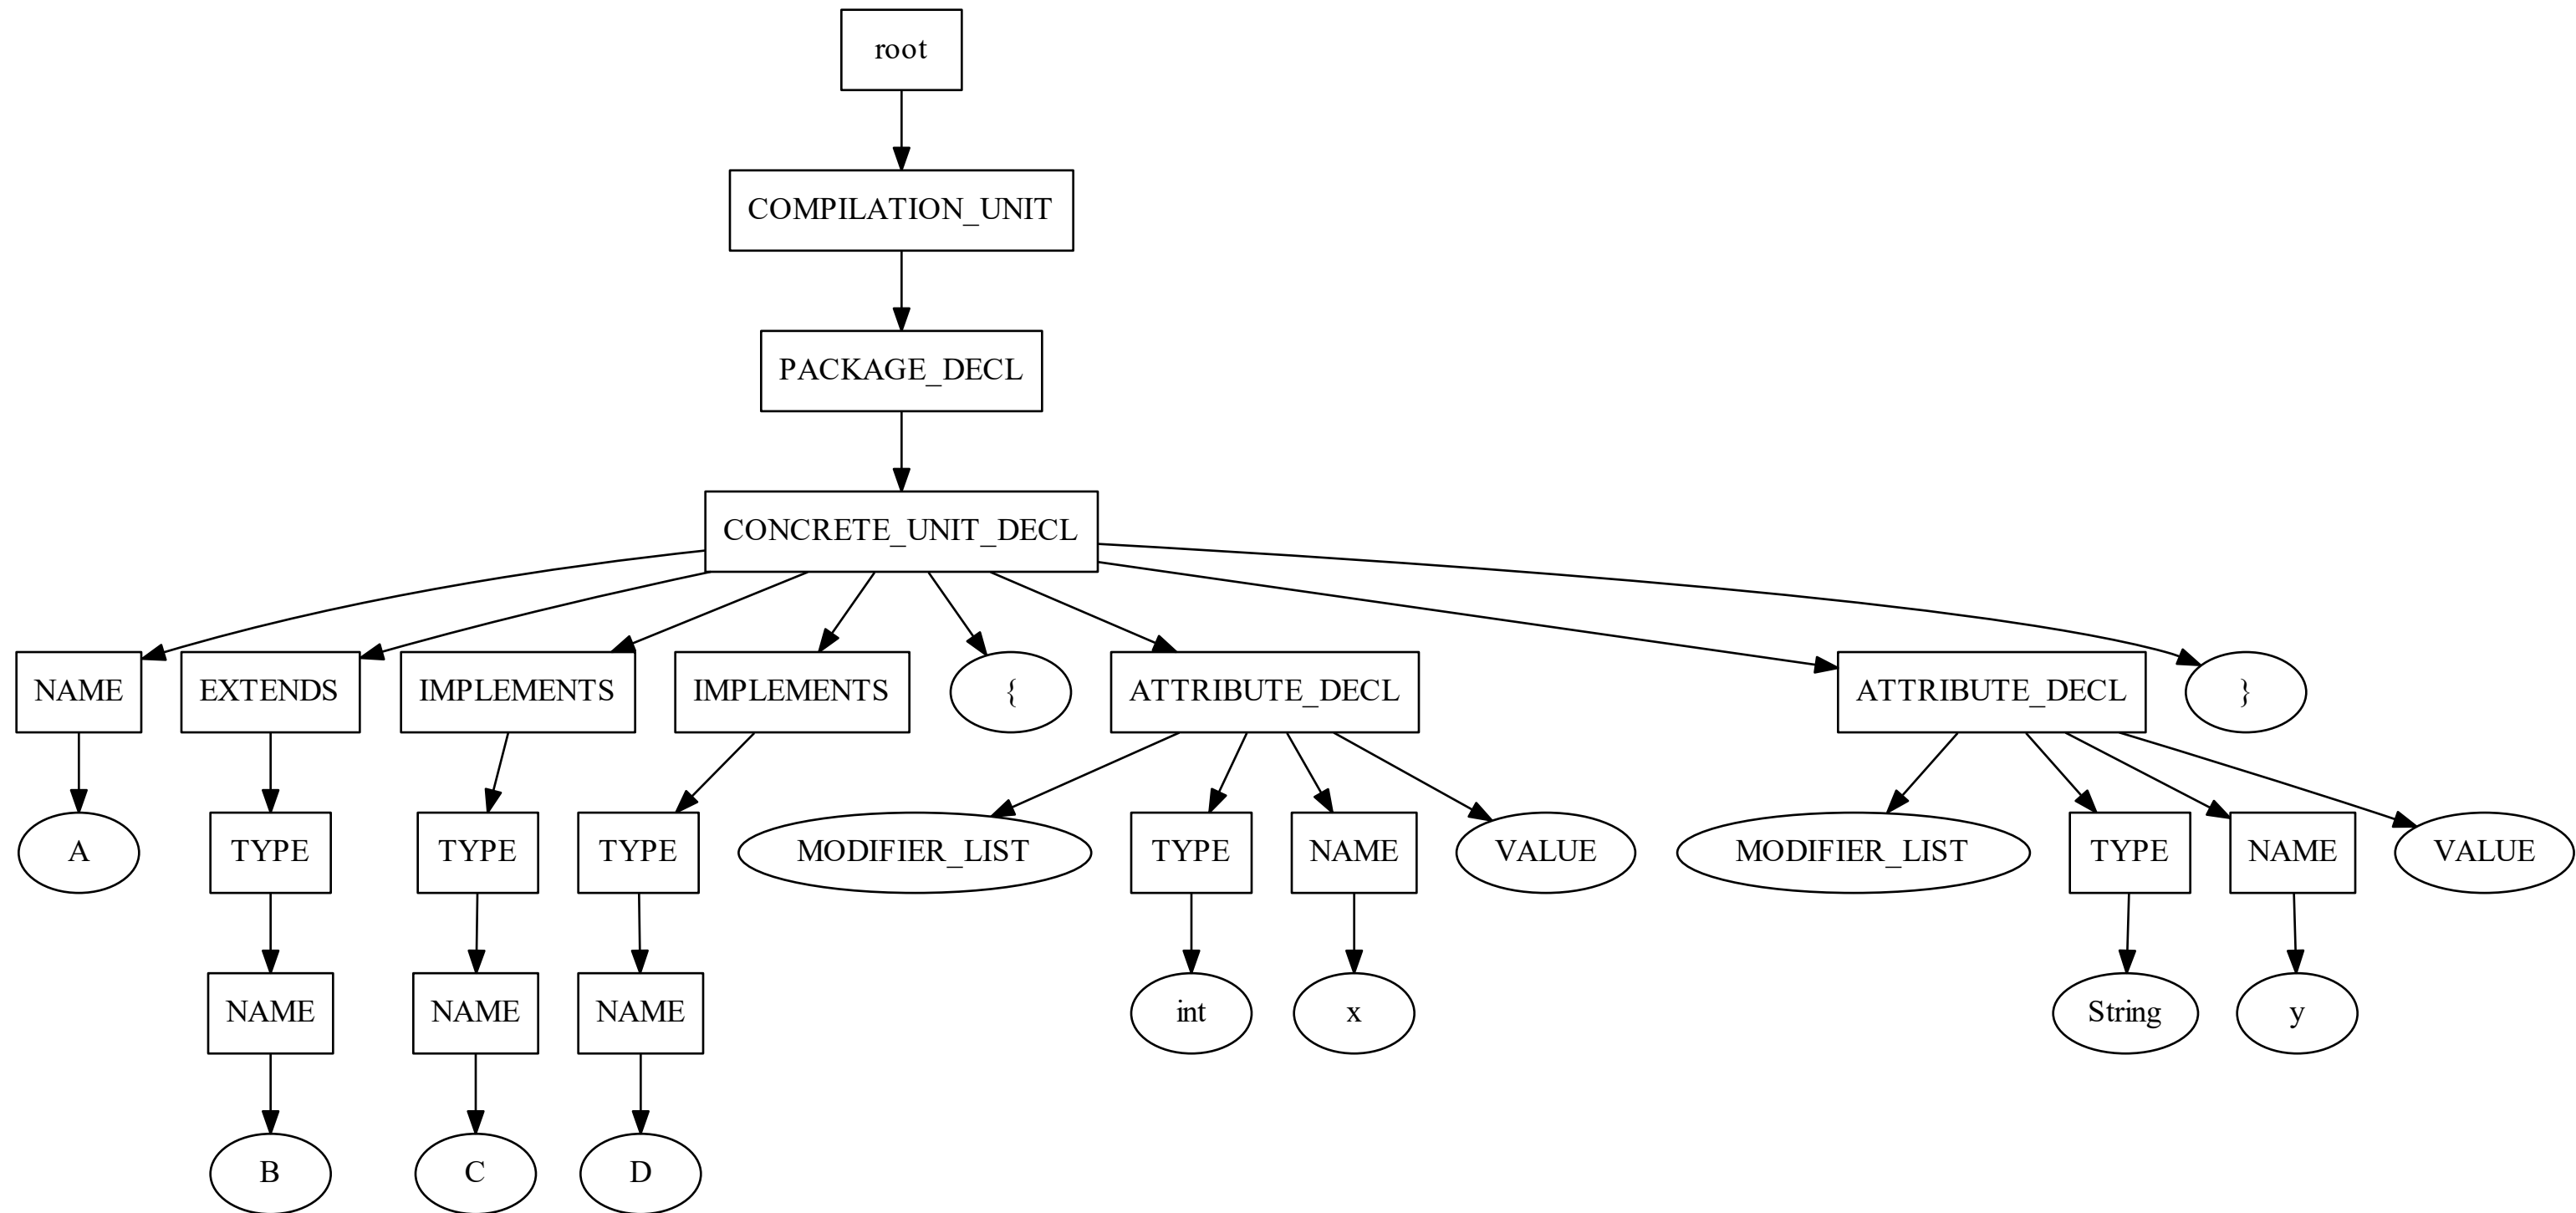 root
COMPILATION_UNIT
PACKAGE_DECL
CONCRETE_UNIT_DECL
NAME EXTENDS IMPLEMENTS IMPLEMENTS { ATTRIBUTE_DECL ATTRIBUTE_DECL }
A TYPE TYPE TYPE MODIFIER_LIST TYPE NAME VALUE MODIFIER_LIST TYPE NAME VALUE
NAME NAME NAME int x String y
B C D